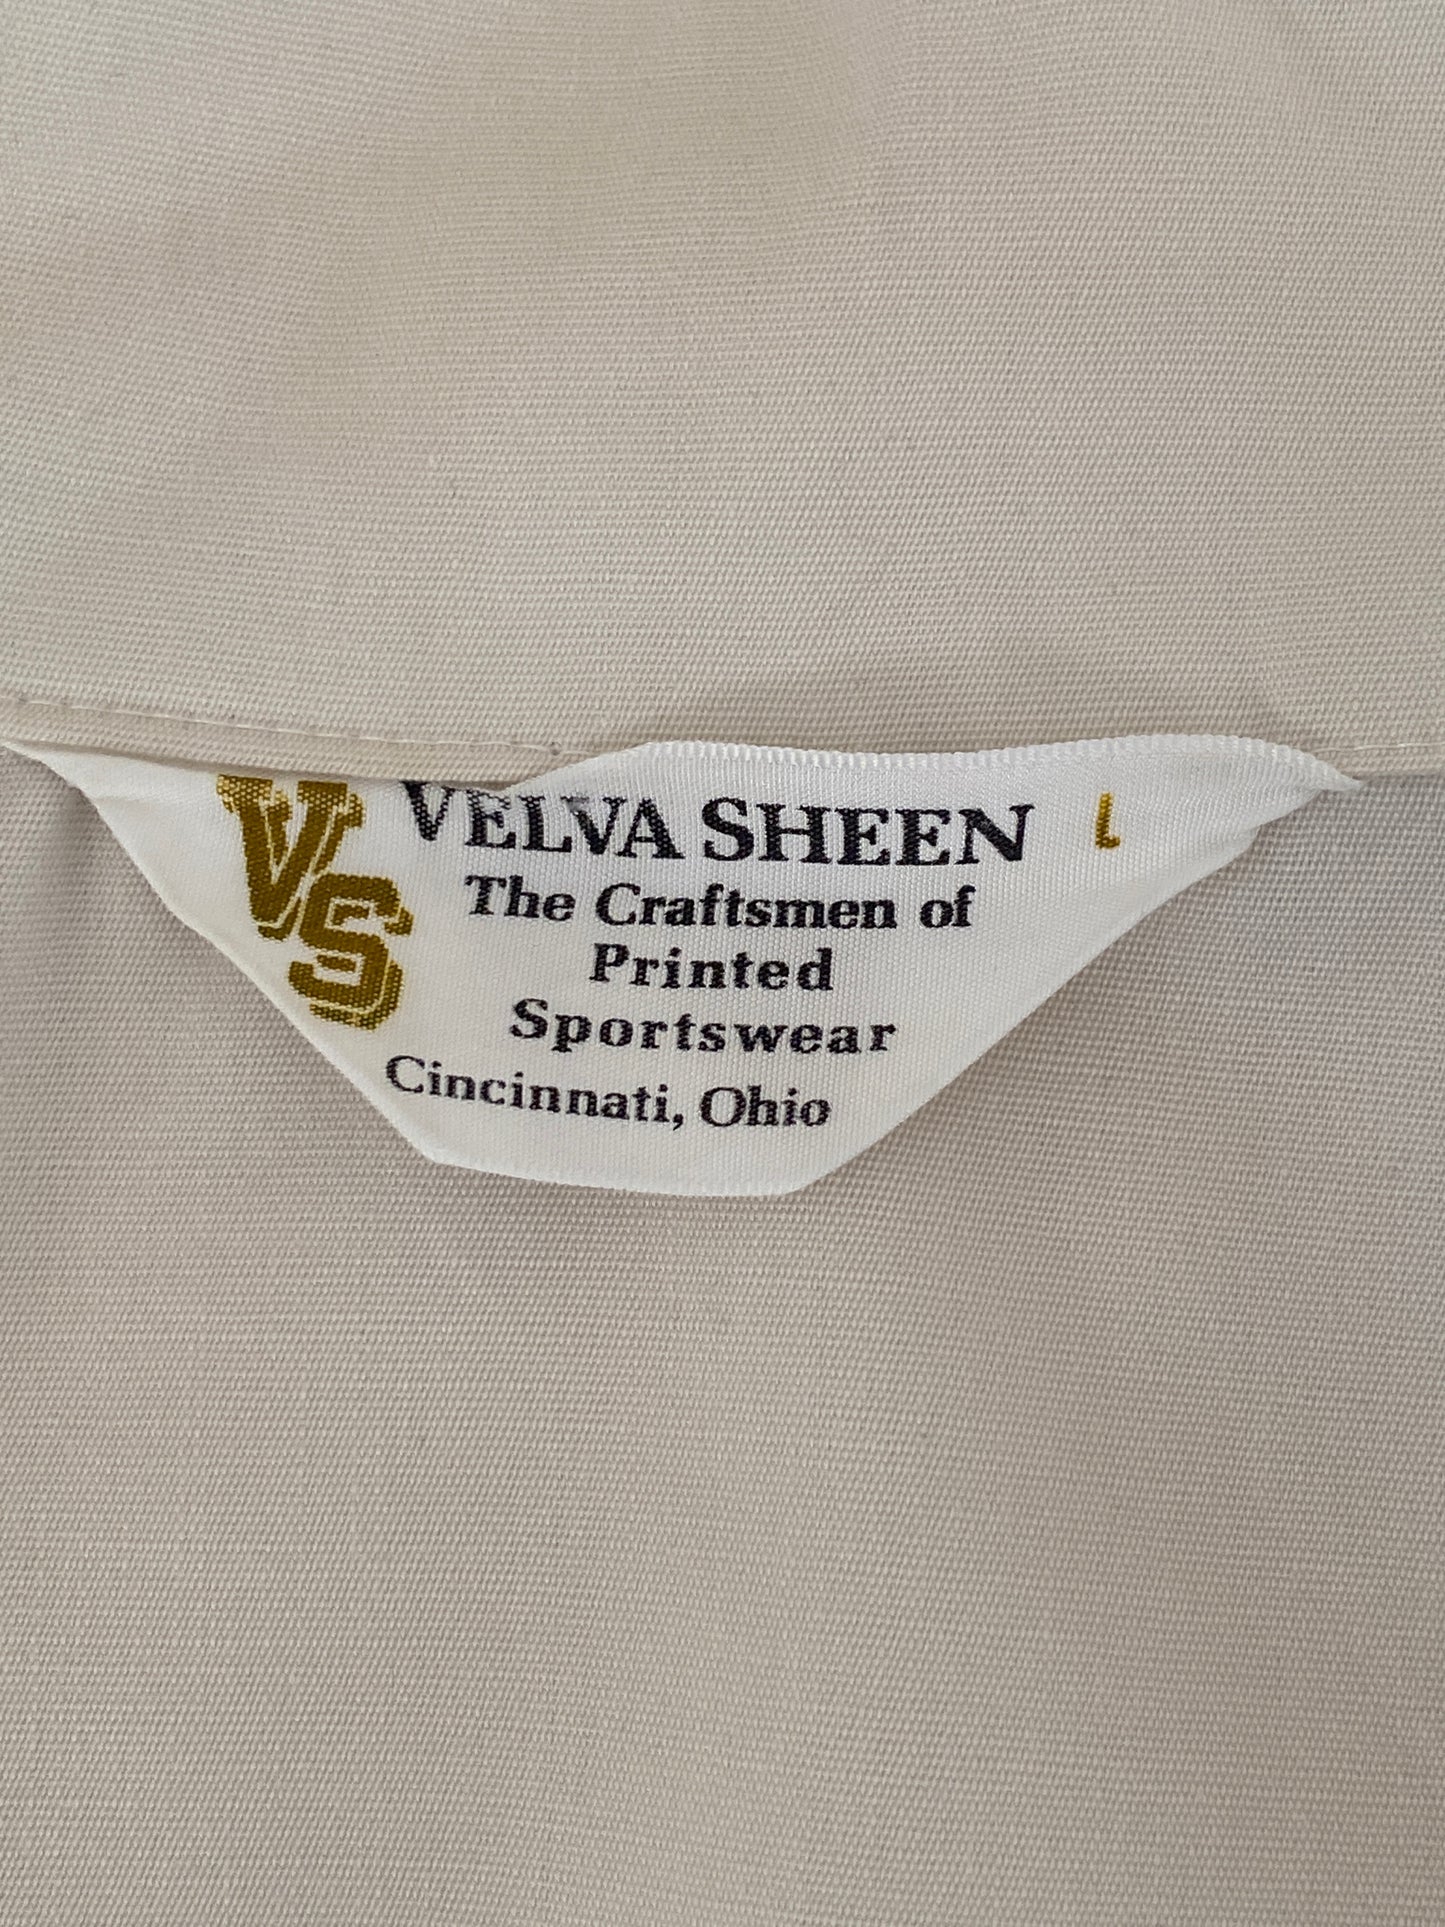 VS VELVA SHEEN L
The Craftsmen of
Printed
Sportswear
Cincinnati, Ohio